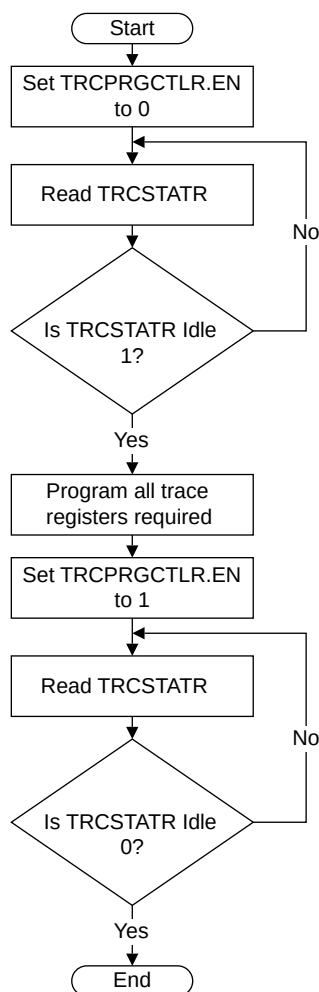 Start
Set TRCPRGCTLR.EN
to 0
Read TRCSTATR
No
Is TRCSTATR Idle
1?
Yes
Program all trace
registers required
Set TRCPRGCTLR.EN
to 1
Read TRCSTATR
No
Is TRCSTATR Idle
0?
Yes
End